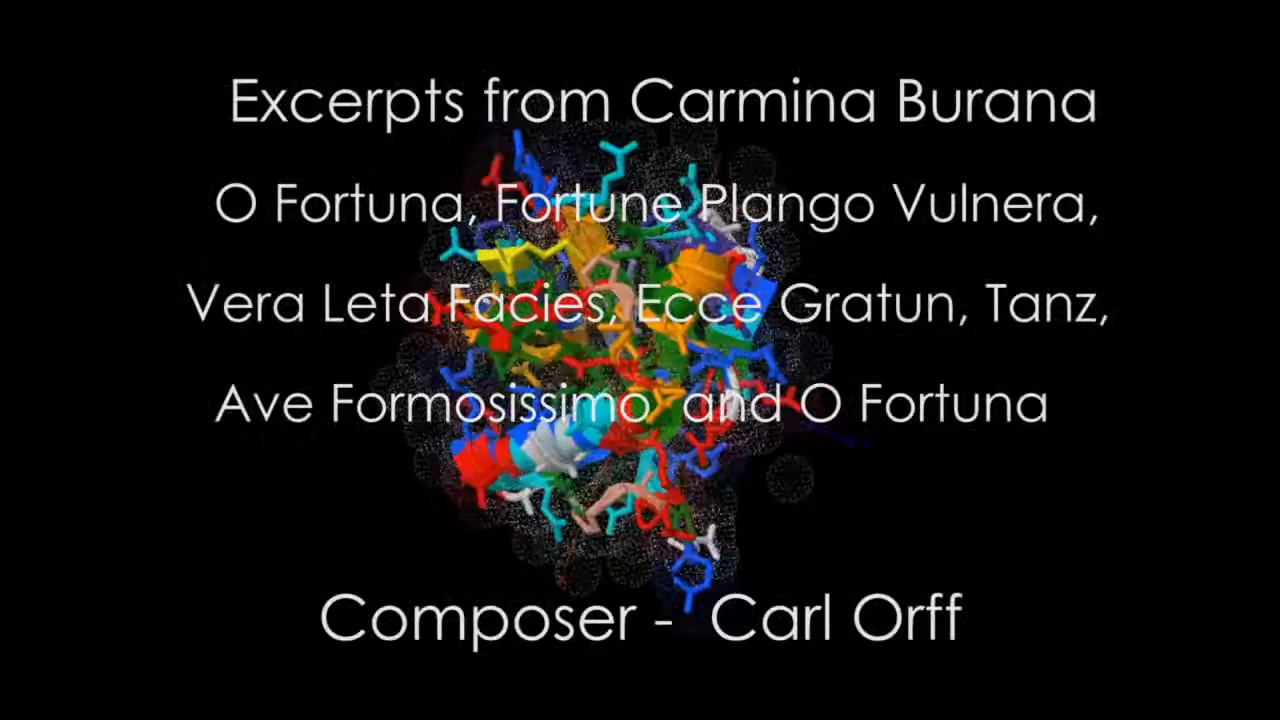 Excerpts from Carmina Burana
O Fortuna, Fortune Plango Vulnera,
Vera Leta Facies, Ecce Gratun, Tanz,
Ave Formosissimo and O Fortuna
Composer - Carl Orff